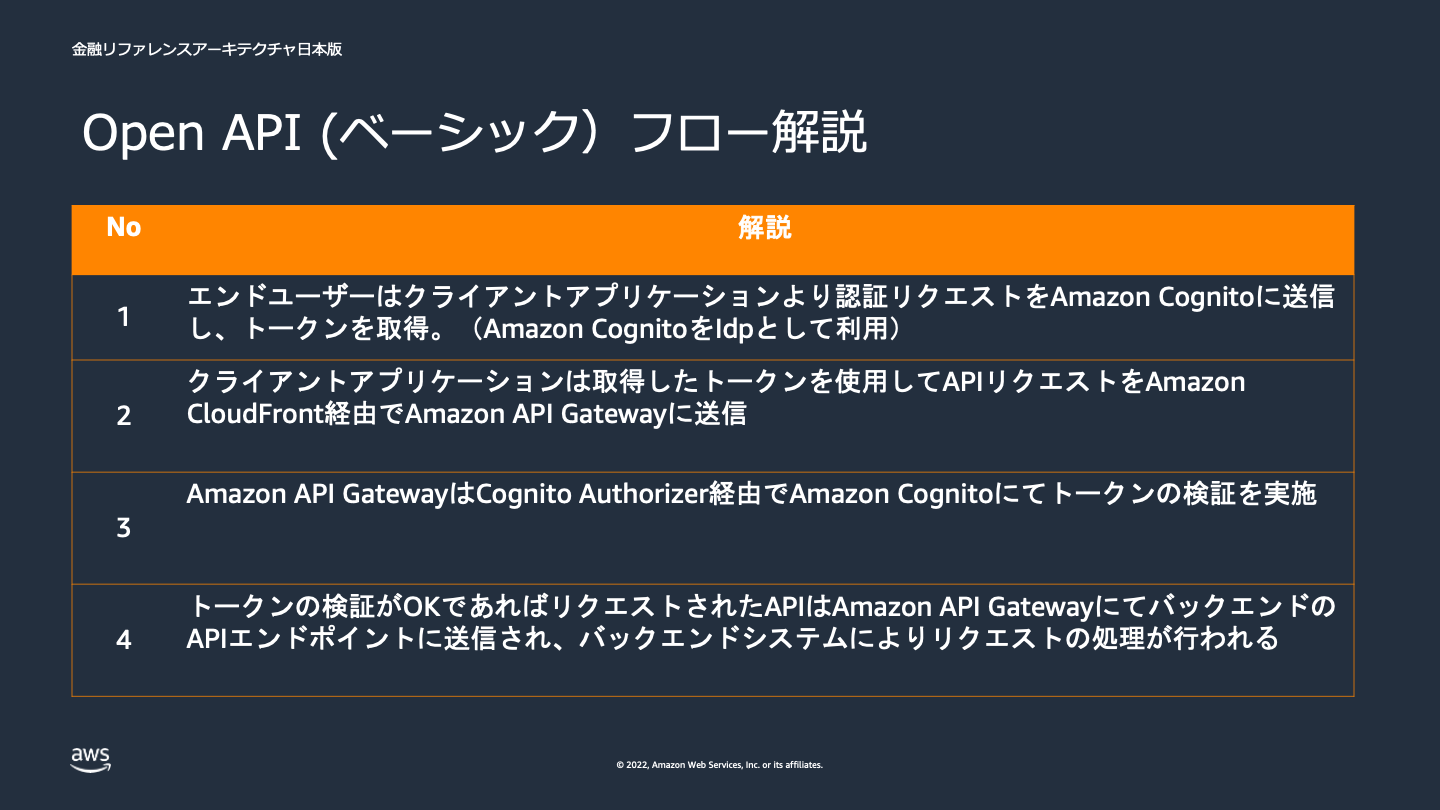 金融リファレンスアーキテクチャ日本版
Open API (ベーシック）フロー解説
No 解説
1 エンドユーザーはクライアントアプリケーションより認証リクエストをAmazon Cognitoに送信
し、トークンを取得。（Amazon CognitoをIdpとして利用）
2 クライアントアプリケーションは取得したトークンを使用してAPIリクエストをAmazon
CloudFront経由でAmazon API Gatewayに送信
3 Amazon API GatewayはCognito Authorizer経由でAmazon Cognitoにてトークンの検証を実施
4 トークンの検証がOKであればリクエストされたAPIはAmazon API Gatewayにてバックエンドの
APIエンドポイントに送信され、バックエンドシステムによりリクエストの処理が行われる
aws
© 2022, Amazon Web Services, Inc. or its affiliates.